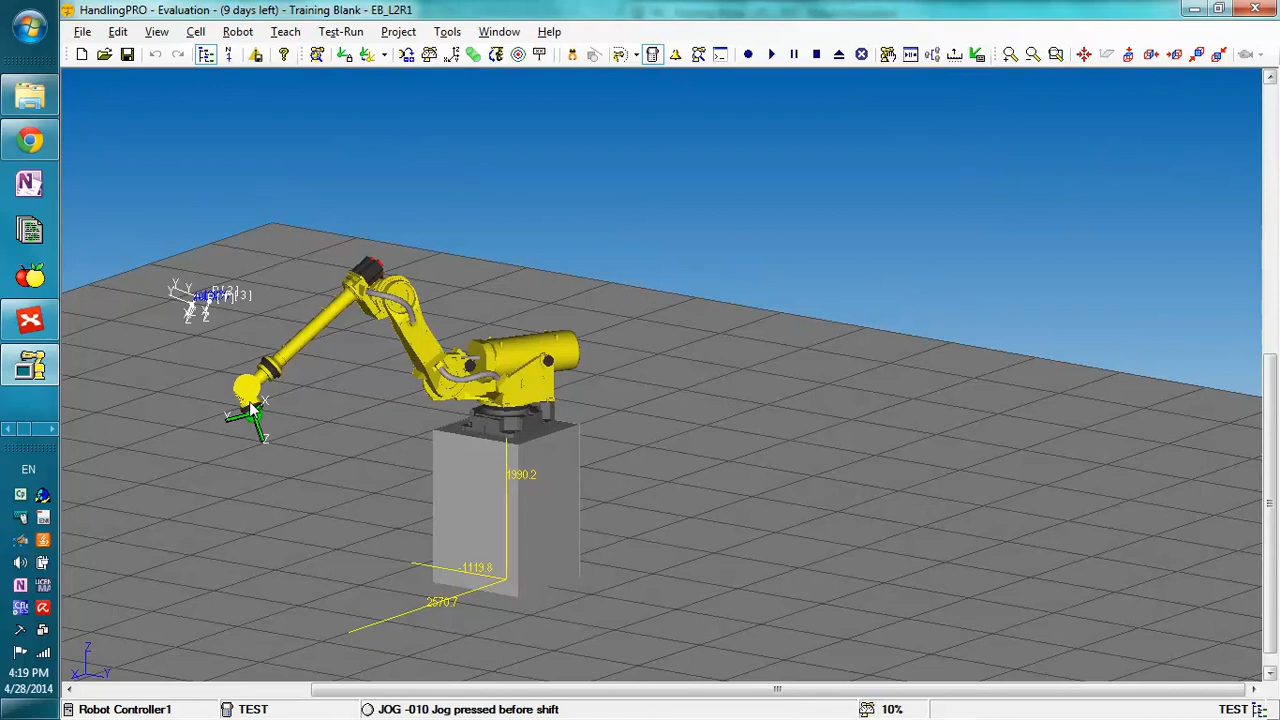 HandlingPRO - Evaluation - (9 days left) - Training Blank - EB_L2R1
File Edit View Cell Robot Teach Test-Run Project Tools Window Help
Y
Z
X
Y
Z
1990.2
-1119.8
2570.7
EN
4:19 PM
4/28/2014
Z
X Y
Robot Controller1 TEST JOG -010 Jog pressed before shift 10% TEST